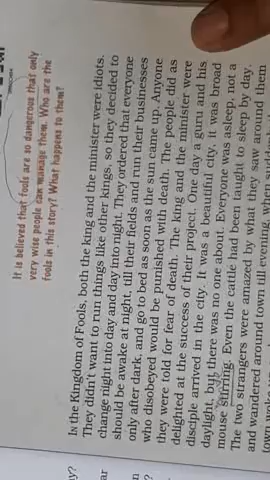 It is believed that fools are so dangerous that only
very wise people can manage them. Who are the
fools in this story? What happens to them?
IN the Kingdom of Fools, both the king and the minister were idiots.
They didn't want to run things like other kings, so they decided to
change night into day and day into night. They ordered that everyone
should be awake at night, till their fields and run their businesses
only after dark, and go to bed as soon as the sun came up. Anyone
who disobeyed would be punished with death. The people did as
they were told for fear of death. The king and the minister were
delighted at the success of their project. One day a guru and his
disciple arrived in the city. It was a beautiful city, it was broad
daylight, but there was no one about. Everyone was asleep, not a
mouse stirring. Even the cattle had been taught to sleep by day.
The two strangers were amazed by what they saw around them
and wandered around town till evening, when